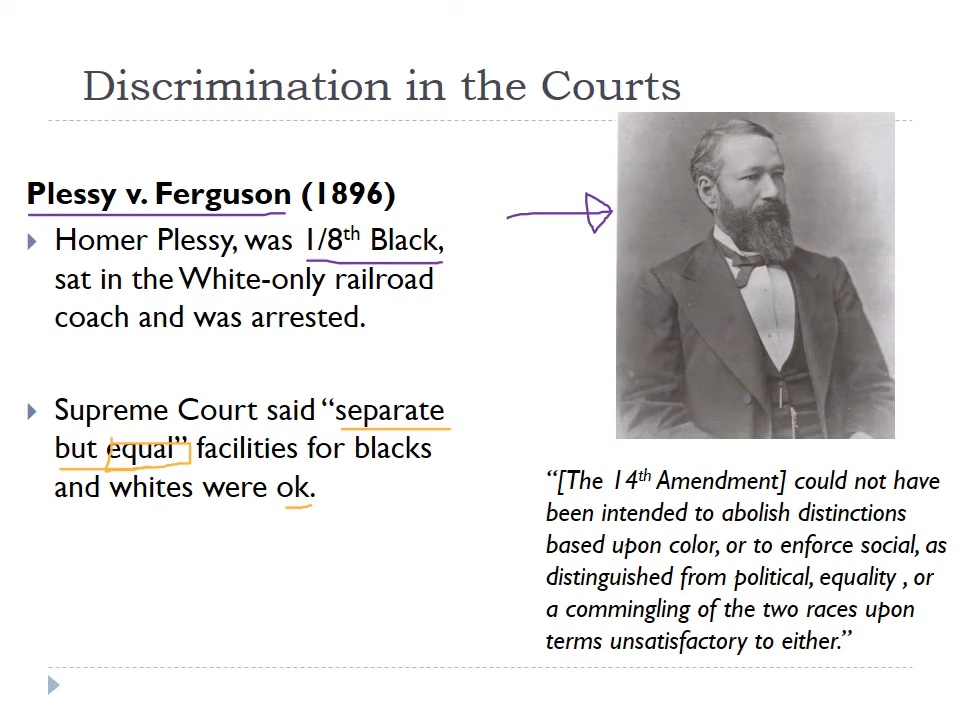 Discrimination in the Courts
Plessy v. Ferguson (1896)
Homer Plessy, was 1/8th Black,
sat in the White-only railroad
coach and was arrested.
Supreme Court said “separate
but equal” facilities for blacks
and whites were ok.
“[The 14th Amendment] could not have
been intended to abolish distinctions
based upon color, or to enforce social, as
distinguished from political, equality , or
a commingling of the two races upon
terms unsatisfactory to either.”